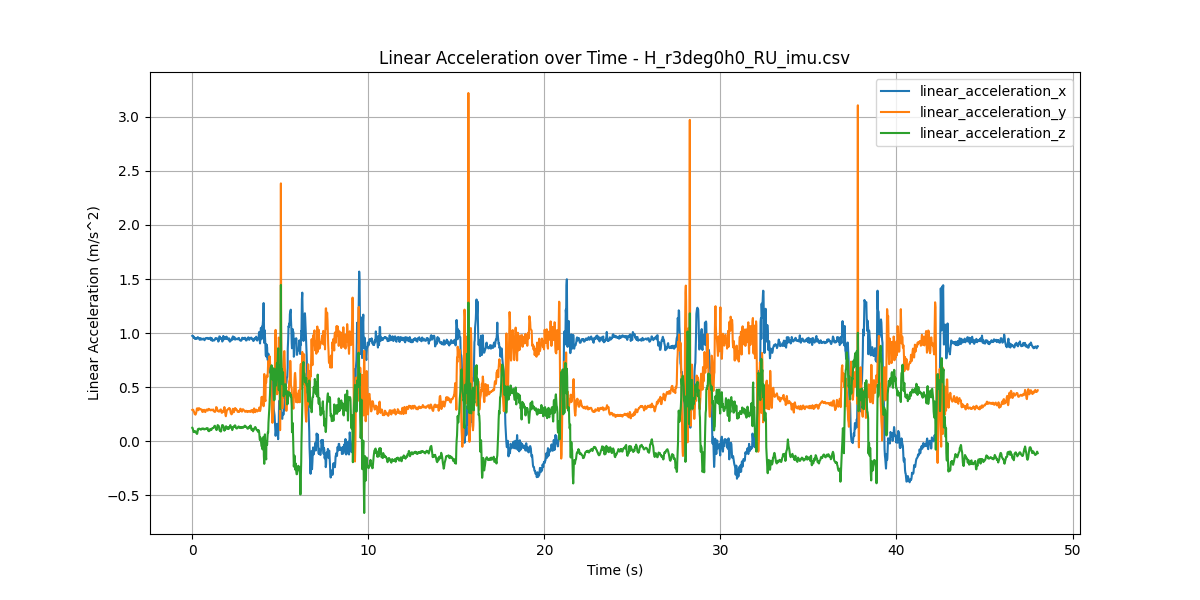 Linear Acceleration over Time - H_r3deg0h0_RU_imu.csv
linear_acceleration_x
linear_acceleration_y
linear_acceleration_z
Linear Acceleration (m/s^2)
3.0
2.5
2.0
1.5
1.0
0.5
0.0
−0.5
0 10 20 30 40 50
Time (s)